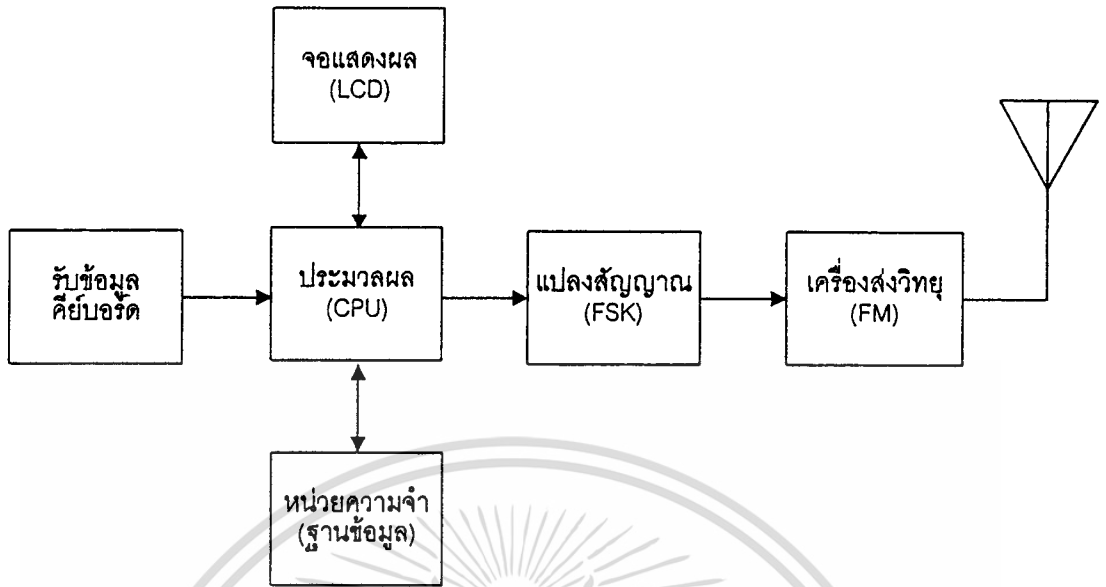 จอแสดงผล
(LCD)
รับข้อมูล
คีย์บอร์ด
ประมวลผล
(CPU)
แปลงสัญญาณ
(FSK)
เครื่องส่งวิทยุ
(FM)
หน่วยความจำ
(ฐานข้อมูล)